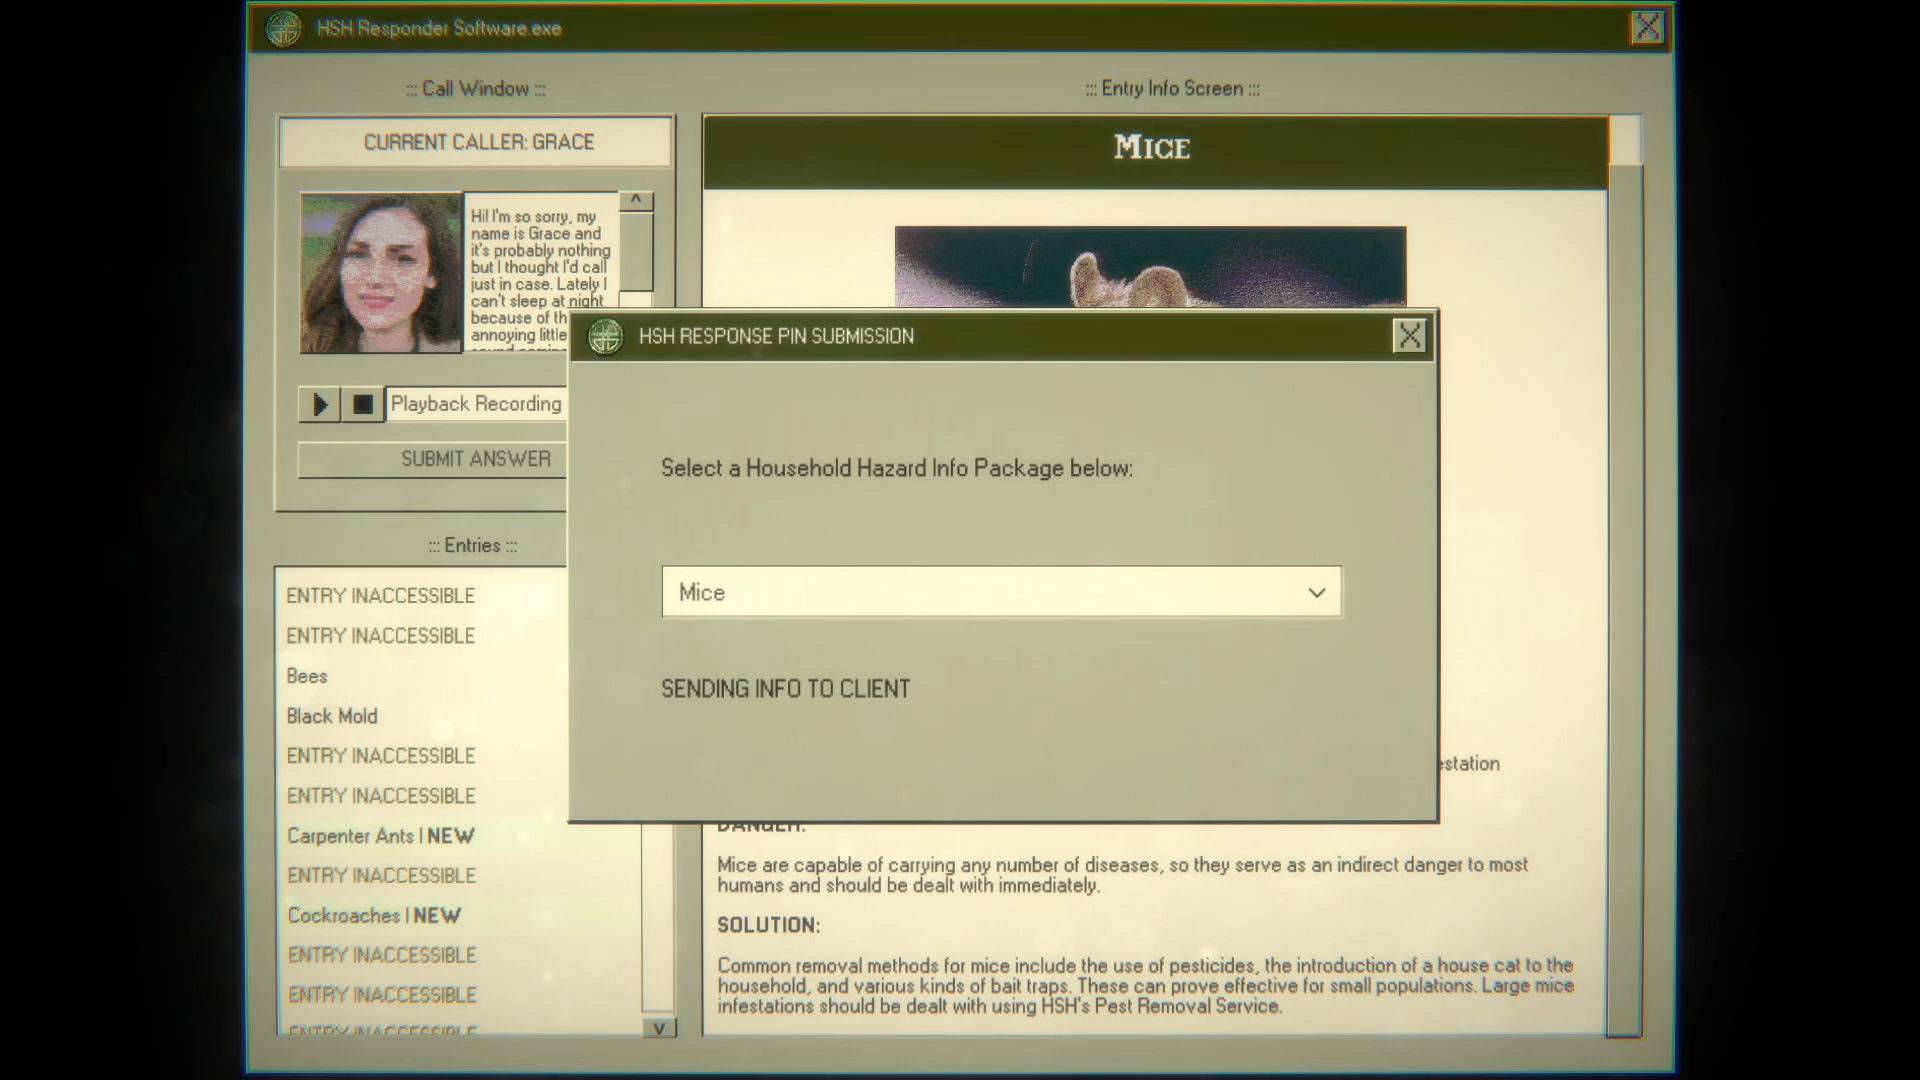 HSH Responder Software.exe
::: Call Window :::
::: Entry Info Screen :::
CURRENT CALLER: GRACE
MICE
Hi! I'm so sorry, my
name is Grace and
it's probably nothing
but I thought I'd call
just in case. Lately I
can't sleep at night
because of th
annoying little
Playback Recording
SUBMIT ANSWER
HSH RESPONSE PIN SUBMISSION
Select a Household Hazard Info Package below:
Mice
SENDING INFO TO CLIENT
::: Entries :::
ENTRY INACCESSIBLE
ENTRY INACCESSIBLE
Bees
Black Mold
ENTRY INACCESSIBLE
ENTRY INACCESSIBLE
Carpenter Ants | NEW
ENTRY INACCESSIBLE
Cockroaches | NEW
ENTRY INACCESSIBLE
ENTRY INACCESSIBLE
ENTRY INACCESSIBLE
estation
DANGER:
Mice are capable of carrying any number of diseases, so they serve as an indirect danger to most
humans and should be dealt with immediately.
SOLUTION:
Common removal methods for mice include the use of pesticides, the introduction of a house cat to the
household, and various kinds of bait traps. These can prove effective for small populations. Large mice
infestations should be dealt with using HSH's Pest Removal Service.